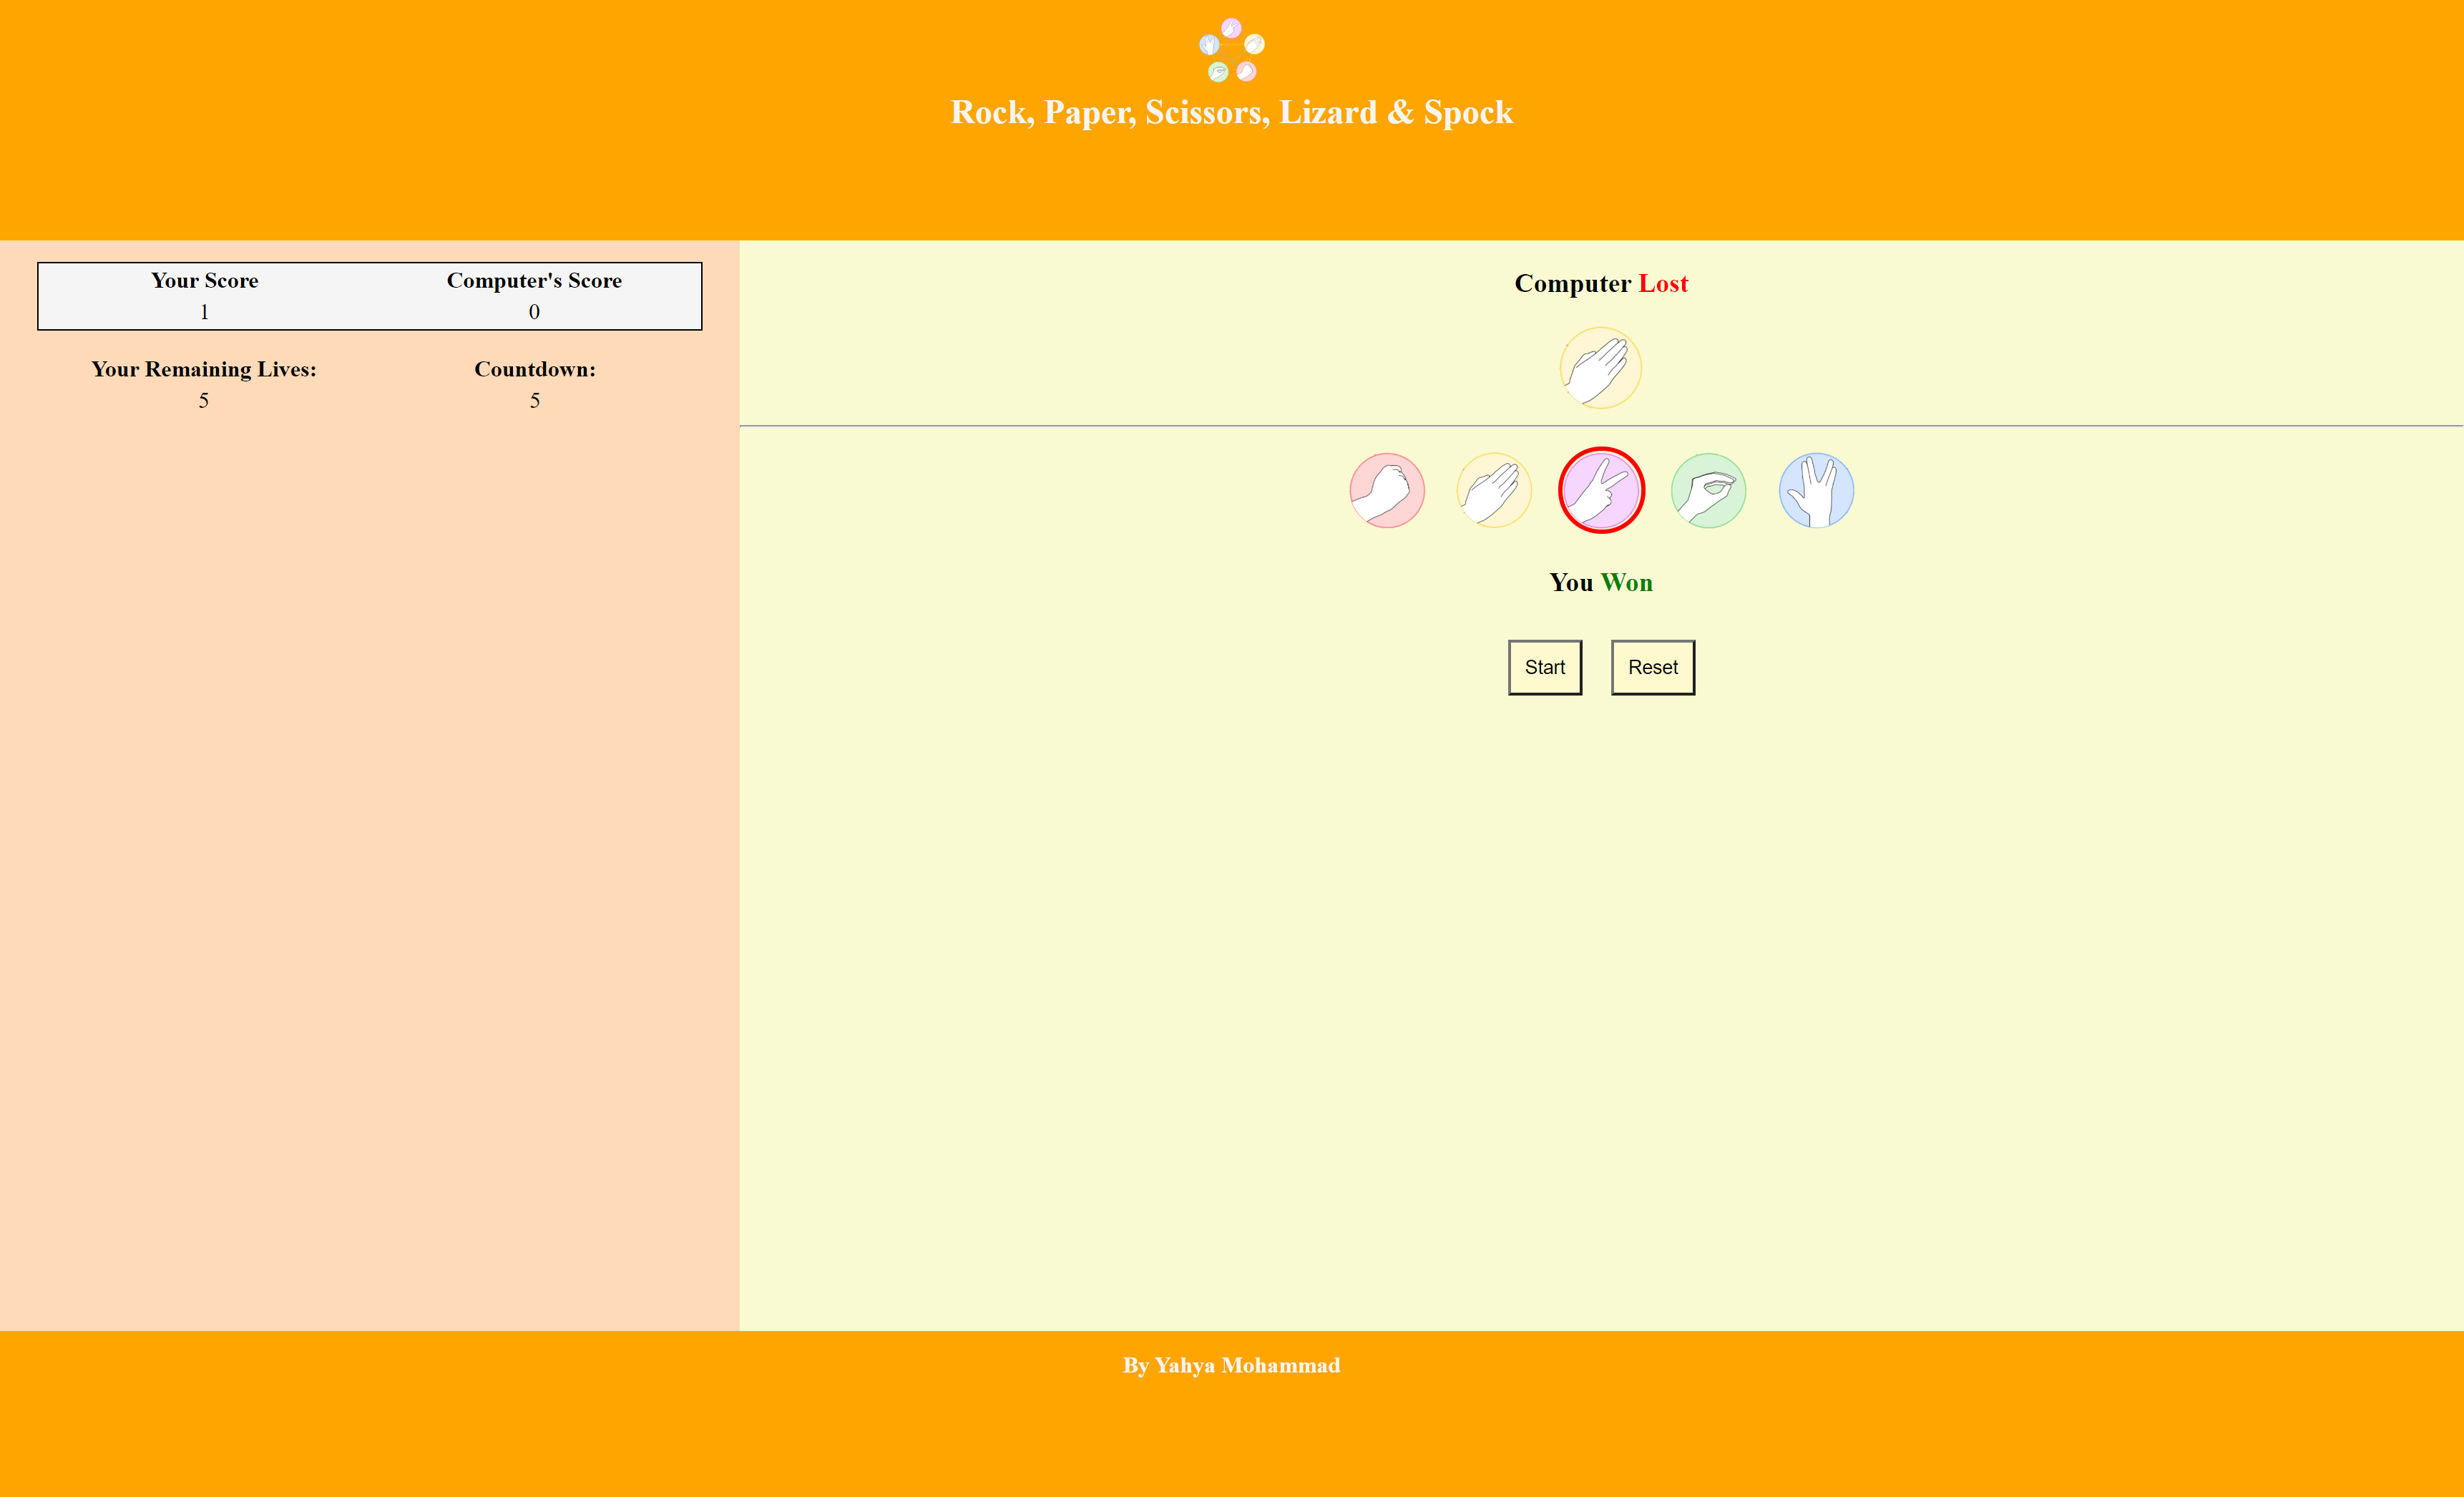 Rock, Paper, Scissors, Lizard & Spock
Your Score Computer's Score
1 0
Your Remaining Lives: Countdown:
5 5
Computer Lost
You Won
Start Reset
By Yahya Mohammad